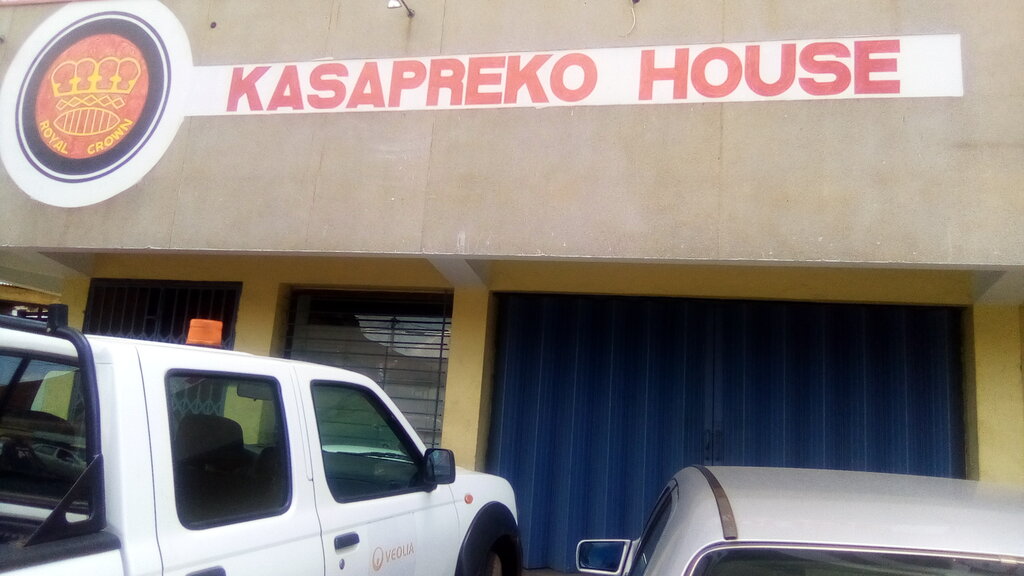 KASAPREKO HOUSE
ROYAL CROWN
VEOLIA